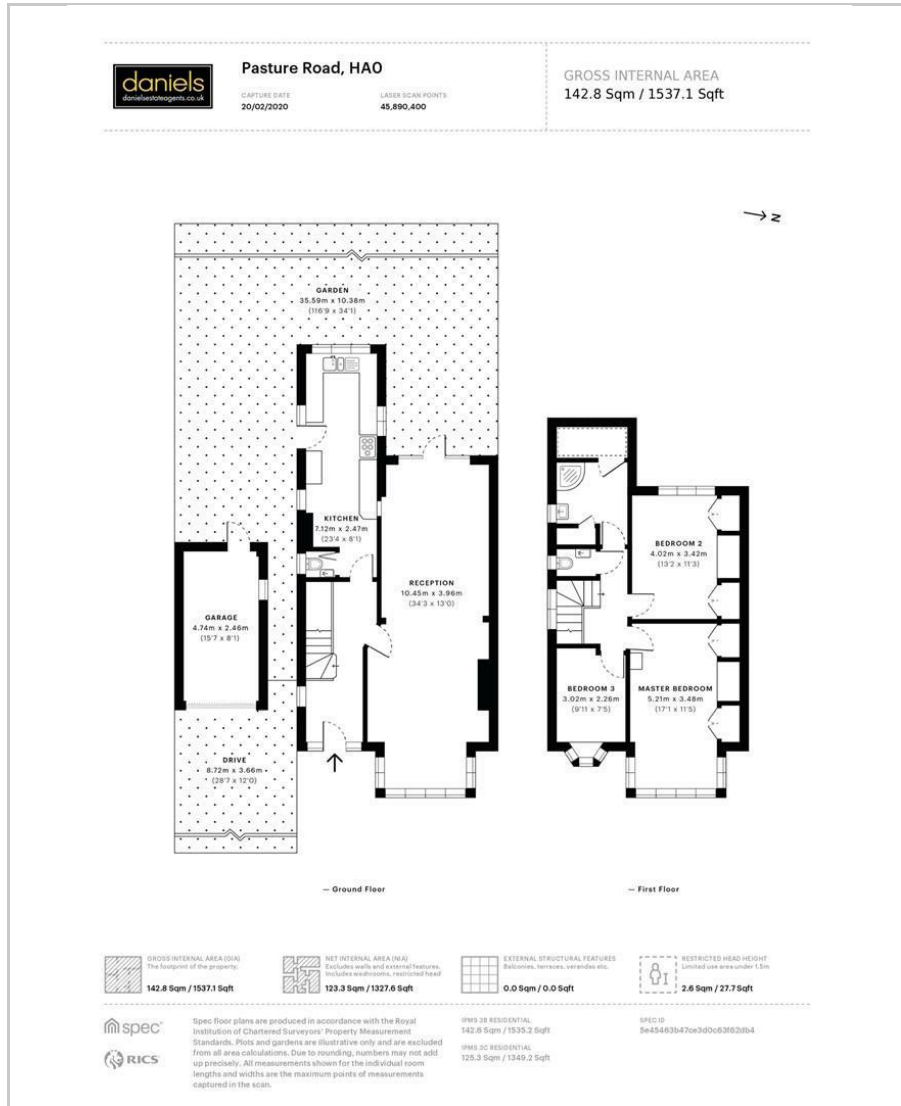 daniels
danielsestateagents.co.uk
Pasture Road, HA0
CAPTURE DATE
20/02/2020
LASER SCAN POINTS
45,890,400
GROSS INTERNAL AREA
142.8 Sqm / 1537.1 Sqft
N
GARDEN
35.59m x 10.38m
(116'9 x 34'1)
KITCHEN
7.12m x 2.47m
(23'4 x 8'1)
RECEPTION
10.45m x 3.96m
(34'3 x 13'0)
GARAGE
4.74m x 2.46m
(15'7 x 8'1)
DRIVE
8.72m x 3.66m
(28'7 x 12'0)
BEDROOM 2
4.02m x 3.42m
(13'2 x 11'3)
BEDROOM 3
3.02m x 2.26m
(9'11 x 7'5)
MASTER BEDROOM
5.21m x 3.48m
(17'1 x 11'5)
— Ground Floor
— First Floor
GROSS INTERNAL AREA (GIA)
The footprint of the property.
142.8 Sqm / 1537.1 Sqft
NET INTERNAL AREA (NIA)
Excludes walls and external features.
Includes washrooms, restricted head
123.3 Sqm / 1327.6 Sqft
EXTERNAL STRUCTURAL FEATURES
Balconies, terraces, verandas etc.
0.0 Sqm / 0.0 Sqft
RESTRICTED HEAD HEIGHT
Limited use area under 1.5m
2.6 Sqm / 27.7 Sqft
spec
RICS
Spec floor plans are produced in accordance with the Royal
Institution of Chartered Surveyors' Property Measurement
Standards. Plots and gardens are illustrative only and are excluded
from all area calculations. Due to rounding, numbers may not add
up precisely. All measurements shown for the individual room
lengths and widths are the maximum points of measurements
captured in the scan.
IPMS 3B RESIDENTIAL
142.6 Sqm / 1535.2 Sqft
IPMS 3C RESIDENTIAL
125.3 Sqm / 1349.2 Sqft
SPEC ID
5e45463b47ce3d0c63f62db4